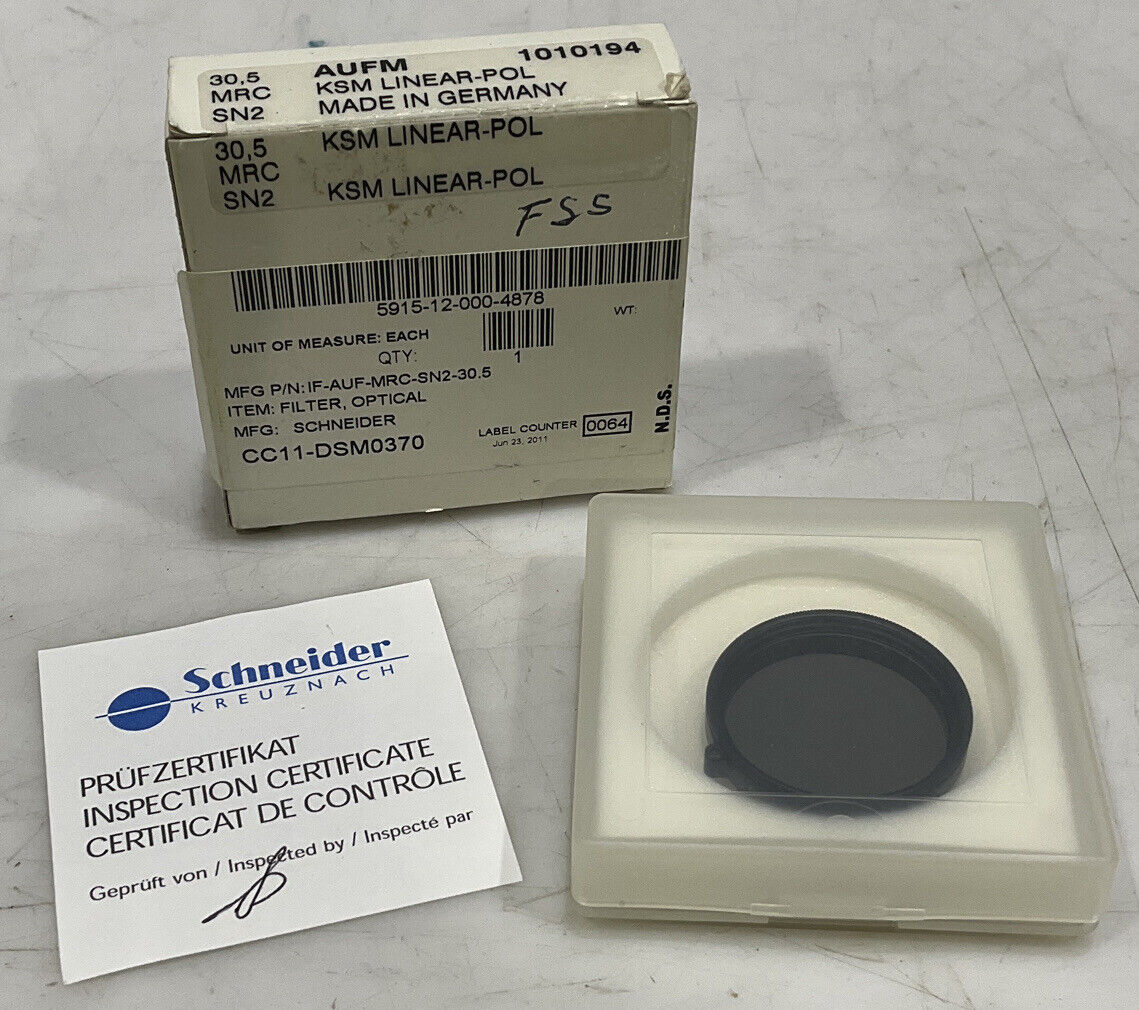 30,5 AUFM 1010194
MRC KSM LINEAR-POL
SN2 MADE IN GERMANY
30,5 KSM LINEAR-POL
MRC
SN2 KSM LINEAR-POL
FSS
5915-12-000-4878
WT:
UNIT OF MEASURE: EACH
QTY: 1
MFG P/N: IF-AUF-MRC-SN2-30.5
ITEM: FILTER, OPTICAL
MFG: SCHNEIDER
LABEL COUNTER 0064
Jun 23, 2011
CC11-DSM0370
N.D.S.
Schneider
KREUZNACH
PRÜFZERTIFIKAT
INSPECTION CERTIFICATE
CERTIFICAT DE CONTRÔLE
Geprüft von / Inspected by / Inspecté par